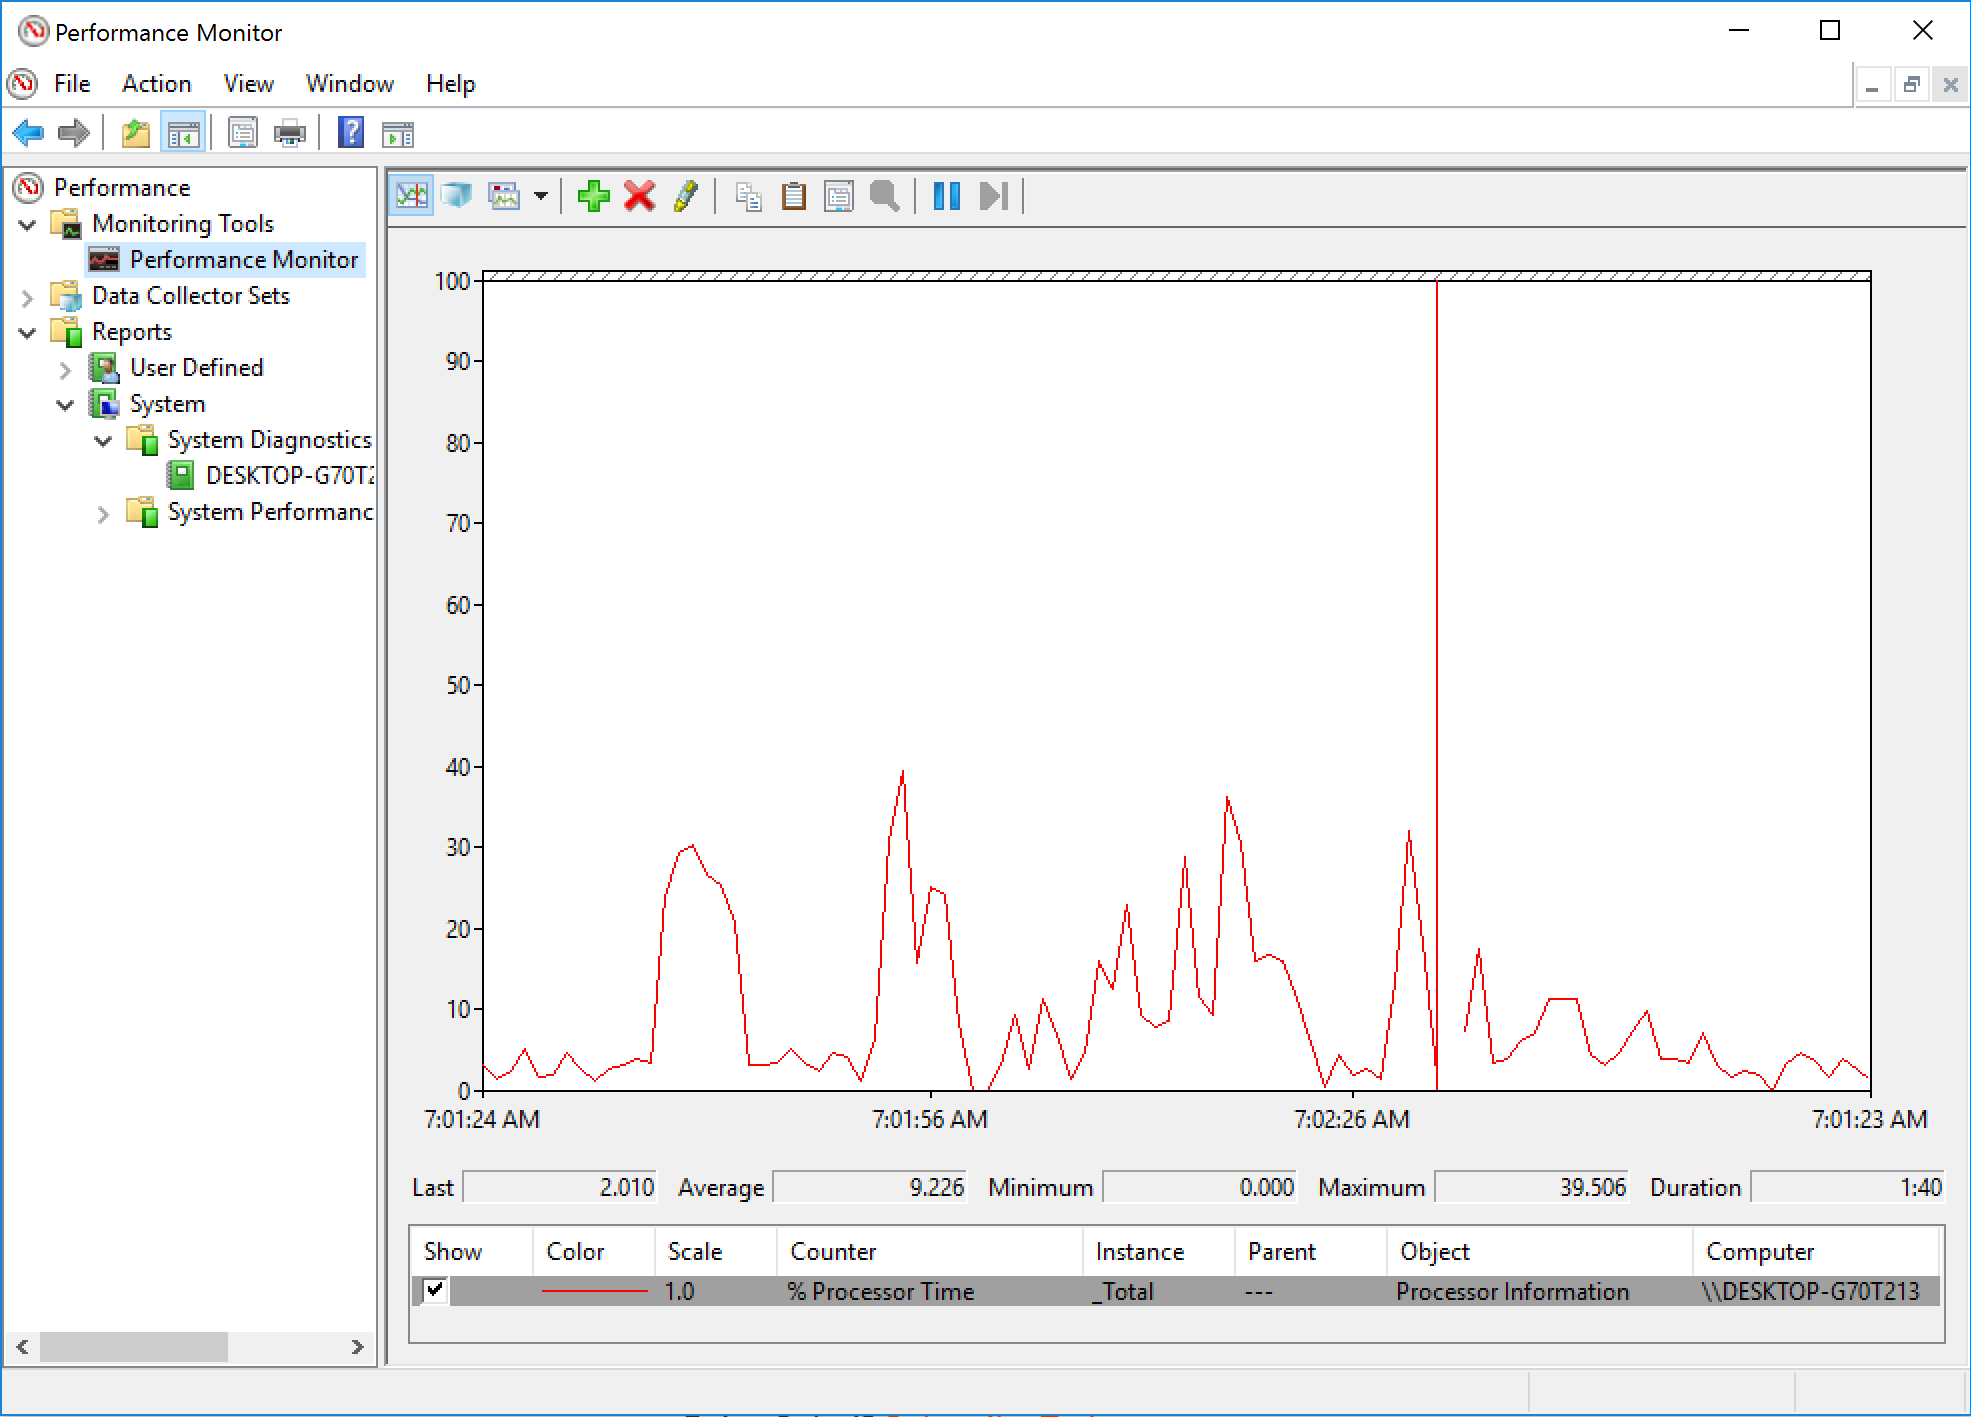 Performance Monitor
File Action View Window Help
Performance
Monitoring Tools
Performance Monitor
Data Collector Sets
Reports
User Defined
System
System Diagnostics
DESKTOP-G70T2
System Performanc
100
90
80
70
60
50
40
30
20
10
0
7:01:24 AM 7:01:56 AM 7:02:26 AM 7:01:23 AM
Last 2.010 Average 9.226 Minimum 0.000 Maximum 39.506 Duration 1:40
Show Color Scale Counter Instance Parent Object Computer
1.0 % Processor Time _Total --- Processor Information \\DESKTOP-G70T213